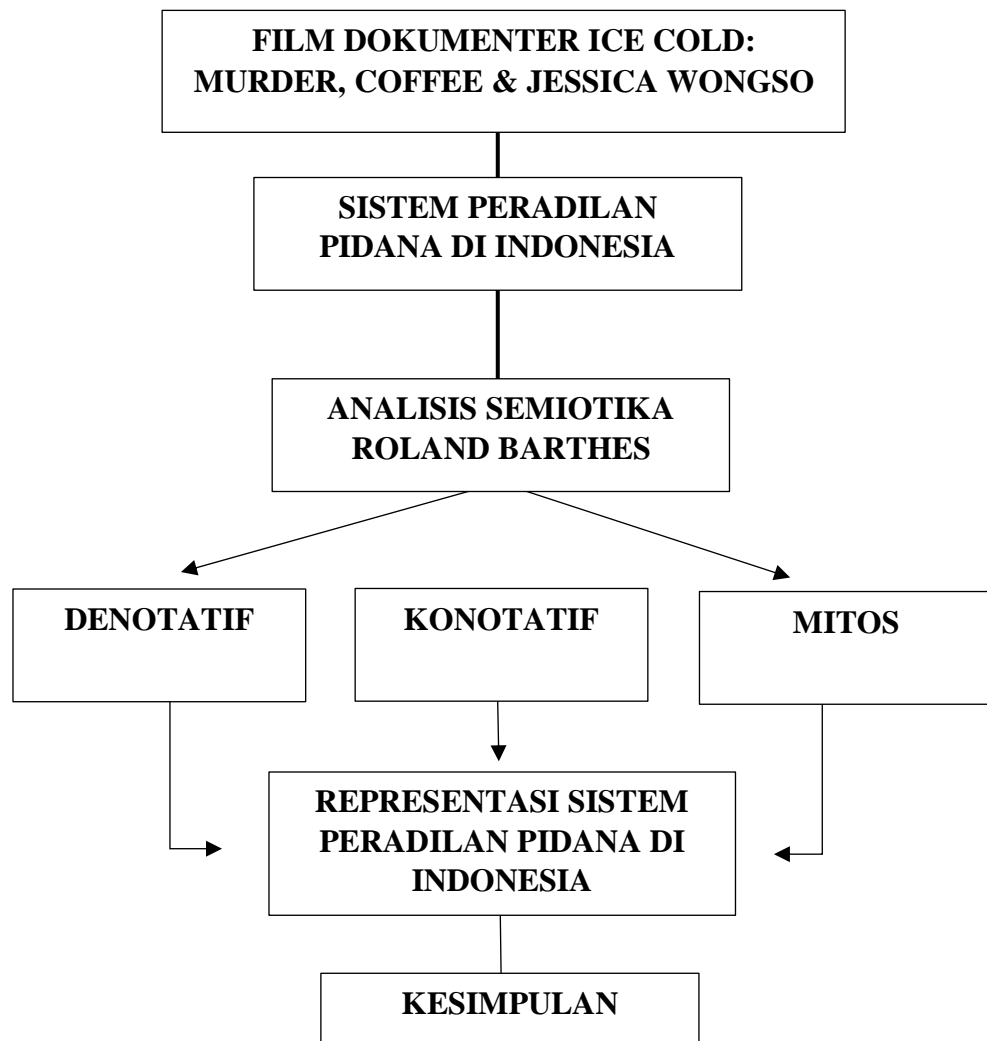 FILM DOKUMENTER ICE COLD:
MURDER, COFFEE & JESSICA WONGSO
SISTEM PERADILAN
PIDANA DI INDONESIA
ANALISIS SEMIOTIKA
ROLAND BARTHES
DENOTATIF
KONOTATIF
MITOS
REPRESENTASI SISTEM
PERADILAN PIDANA DI
INDONESIA
KESIMPULAN